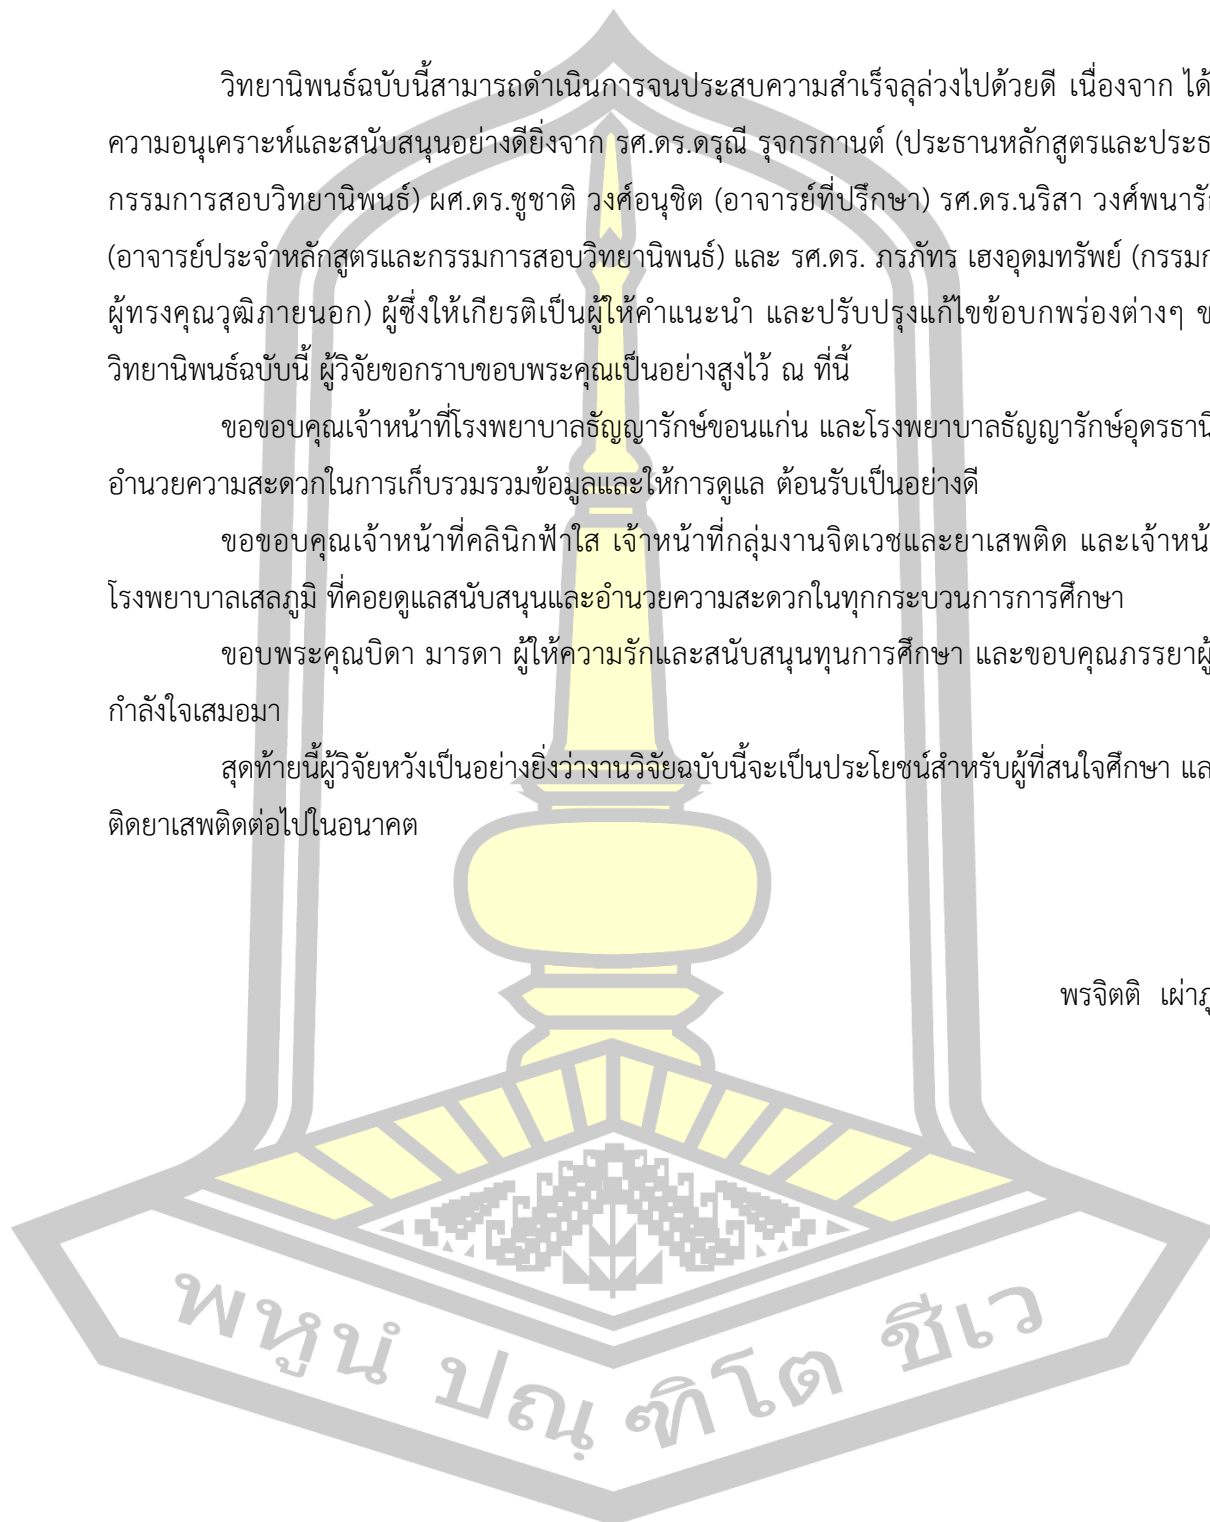 วิทยานิพนธ์ฉบับนี้สามารถดำเนินการจนประสบความสำเร็จลุล่วงไปด้วยดี เนื่องจาก ได้
ความอนุเคราะห์และสนับสนุนอย่างดียิ่งจาก รศ.ดร.ดรุณี รุจกรกานต์ (ประธานหลักสูตรและประธ
กรรมการสอบวิทยานิพนธ์) ผศ.ดร.ชูชาติ วงศ์อนุชิต (อาจารย์ที่ปรึกษา) รศ.ดร.นริสา วงศ์พนารั
(อาจารย์ประจำหลักสูตรและกรรมการสอบวิทยานิพนธ์) และ รศ.ดร. ภรภัทร เฮงอุดมทรัพย์ (กรรมก
ผู้ทรงคุณวุฒิภายนอก) ผู้ซึ่งให้เกียรติเป็นผู้ให้คำแนะนำ และปรับปรุงแก้ไขข้อบกพร่องต่างๆ ข
วิทยานิพนธ์ฉบับนี้ ผู้วิจัยขอกราบขอบพระคุณเป็นอย่างสูงไว้ ณ ที่นี้
ขอขอบคุณเจ้าหน้าที่โรงพยาบาลธัญญารักษ์ขอนแก่น และโรงพยาบาลธัญญารักษ์อุดรธานี
อำนวยความสะดวกในการเก็บรวมรวมข้อมูลและให้การดูแล ต้อนรับเป็นอย่างดี
ขอขอบคุณเจ้าหน้าที่คลินิกฟ้าใส เจ้าหน้าที่กลุ่มงานจิตเวชและยาเสพติด และเจ้าหน้
โรงพยาบาลเสลภูมิ ที่คอยดูแลสนับสนุนและอำนวยความสะดวกในทุกกระบวนการการศึกษา
ขอบพระคุณบิดา มารดา ผู้ให้ความรักและสนับสนุนทุนการศึกษา และขอบคุณภรรยาผู้
กำลังใจเสมอมา
สุดท้ายนี้ผู้วิจัยหวังเป็นอย่างยิ่งว่างานวิจัยฉบับนี้จะเป็นประโยชน์สำหรับผู้ที่สนใจศึกษา แล
ติดยาเสพติดต่อไปในอนาคต
พรจิตติ เผ่าภู
พหูนํ ปณฺฑิโต ชีเว